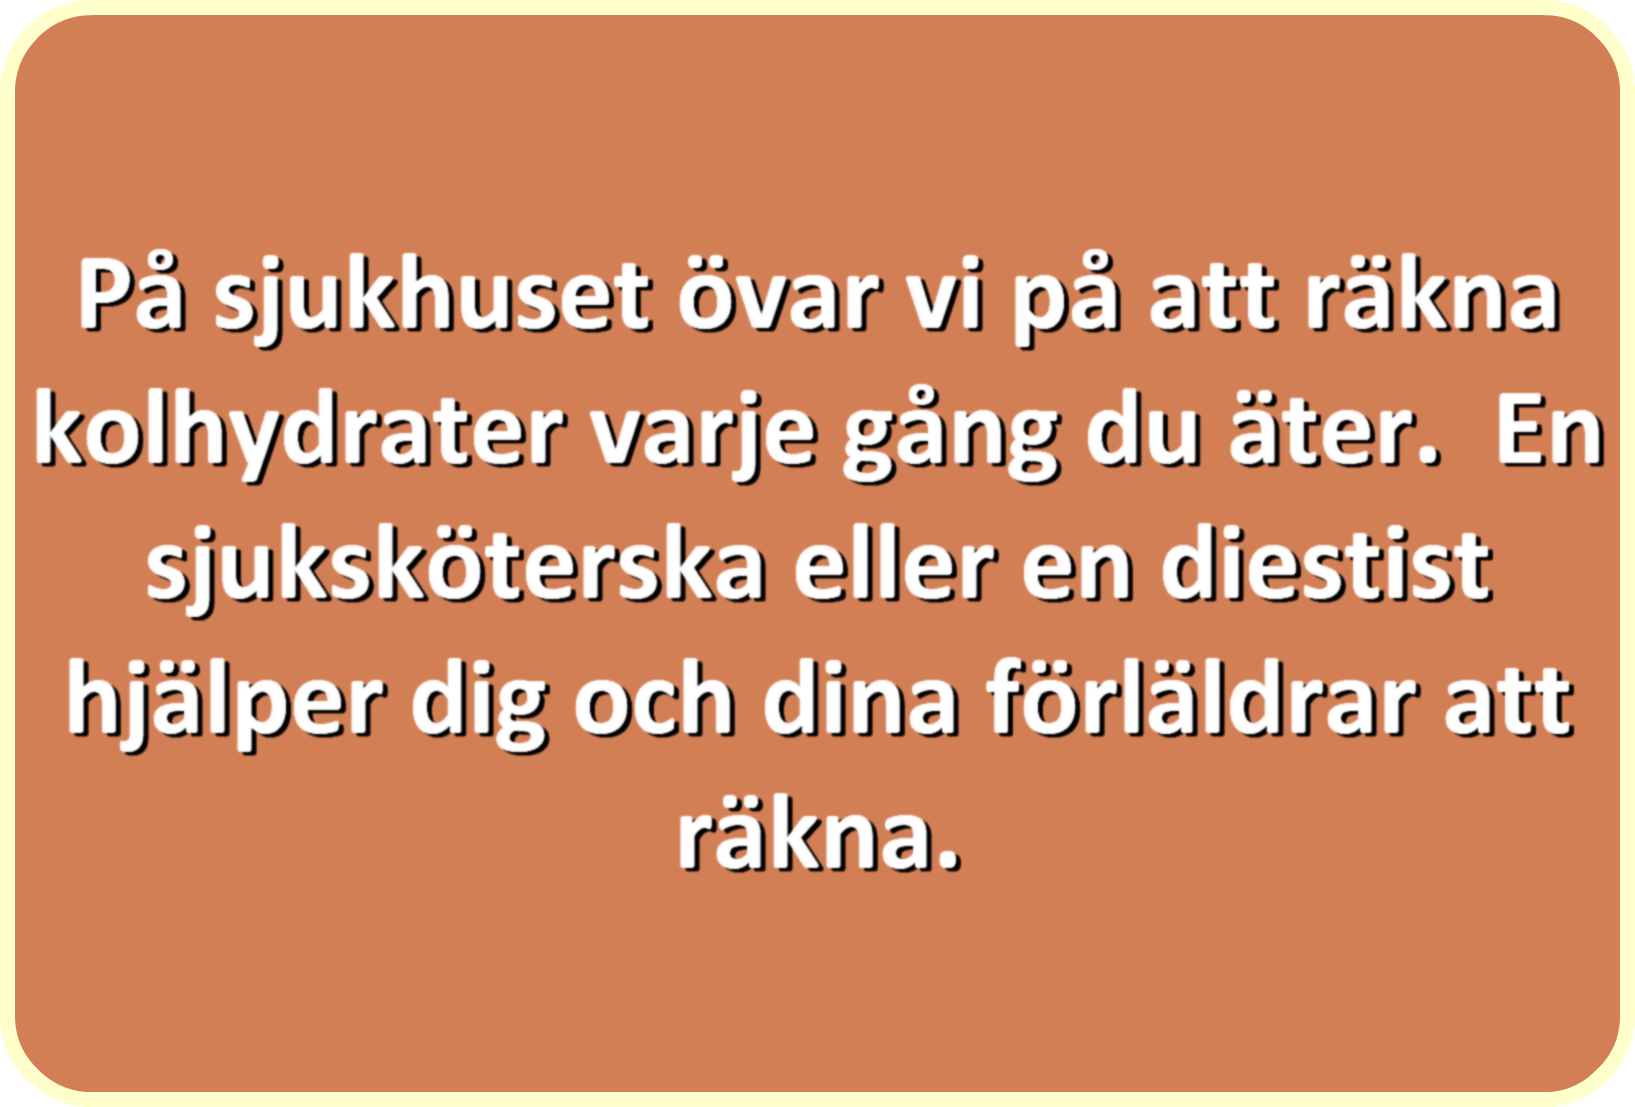 På sjukhuset övar vi på att räkna
kolhydrater varje gång du äter.  En
sjuksköterska eller en diestist
hjälper dig och dina förläldrar att
räkna.